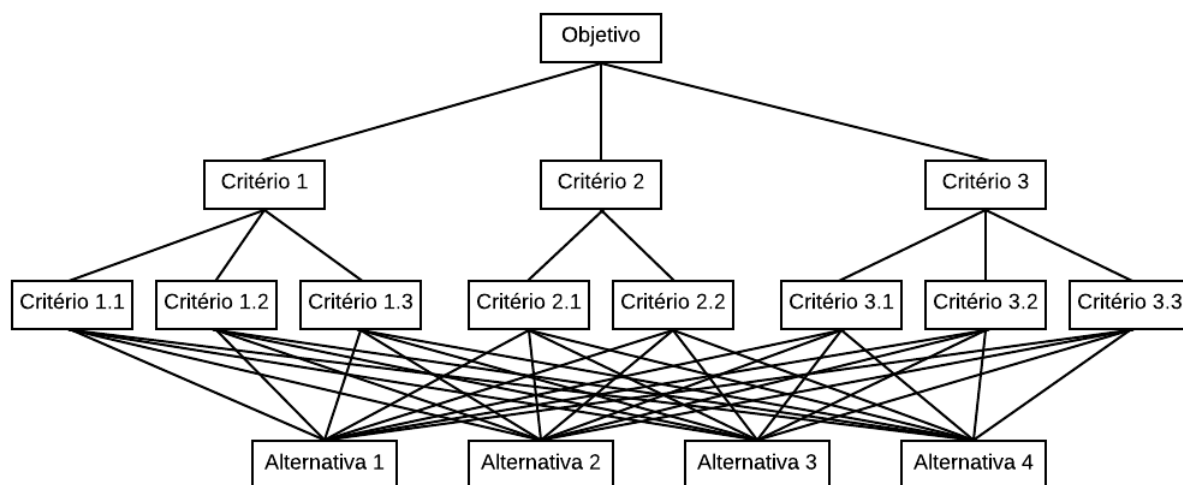 Objetivo
Critério 1
Critério 2
Critério 3
Critério 1.1
Critério 1.2
Critério 1.3
Critério 2.1
Critério 2.2
Critério 3.1
Critério 3.2
Critério 3.3
Alternativa 1
Alternativa 2
Alternativa 3
Alternativa 4